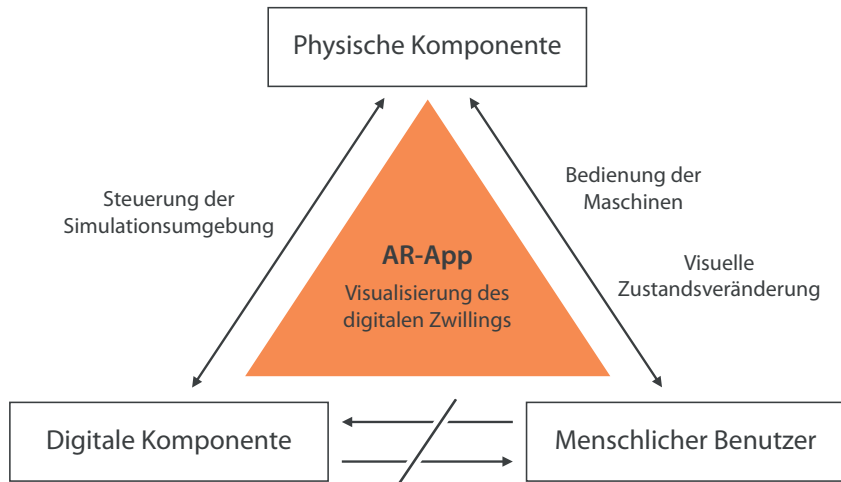 Physische Komponente
Steuerung der
Simulationsumgebung
Bedienung der
Maschinen
AR-App
Visualisierung des
digitalen Zwillings
Visuelle
Zustandsveränderung
Digitale Komponente
Menschlicher Benutzer